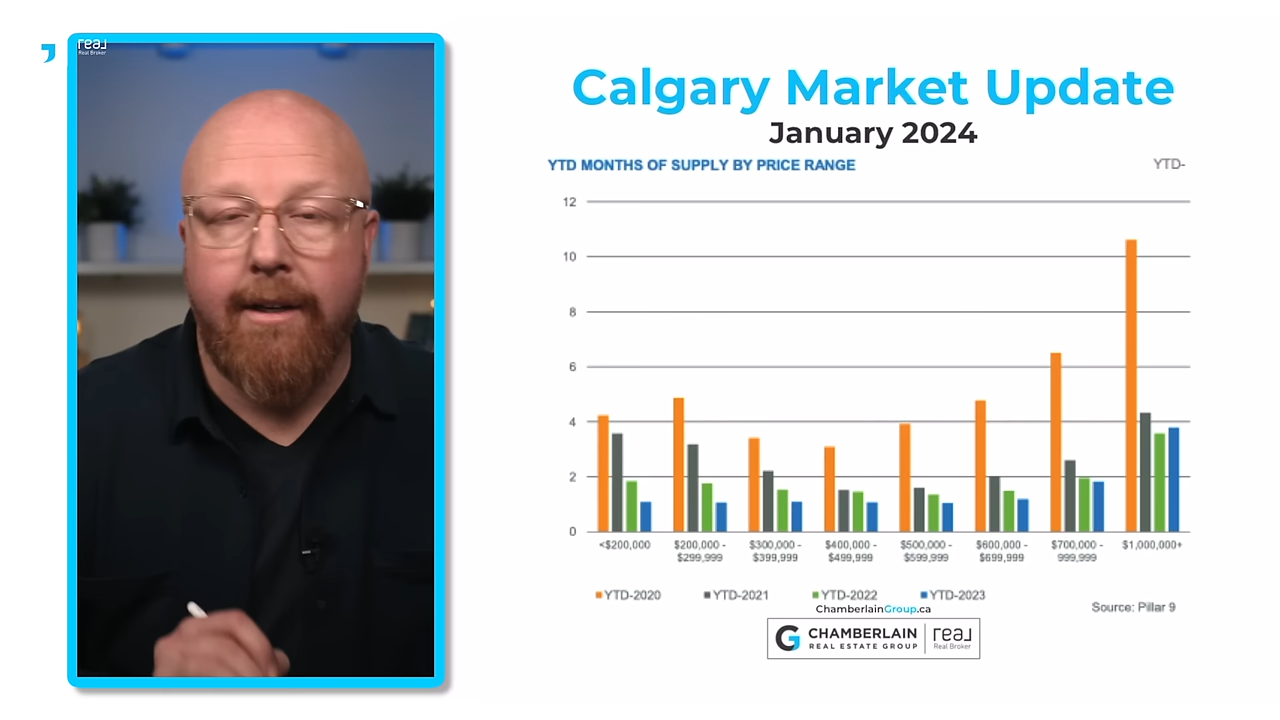 real
Real Broker
Calgary Market Update
January 2024
YTD MONTHS OF SUPPLY BY PRICE RANGE
YTD-
12
10
8
6
4
2
0
<$200,000
$200,000 -
$299,999
$300,000 -
$399,999
$400,000 -
$499,999
$500,000 -
$599,999
$600,000 -
$699,999
$700,000 -
999,999
$1,000,000+
YTD-2020 YTD-2021 YTD-2022 YTD-2023
ChamberlainGroup.ca
Source: Pillar 9
CHAMBERLAIN
REAL ESTATE GROUP
real
Real Broker